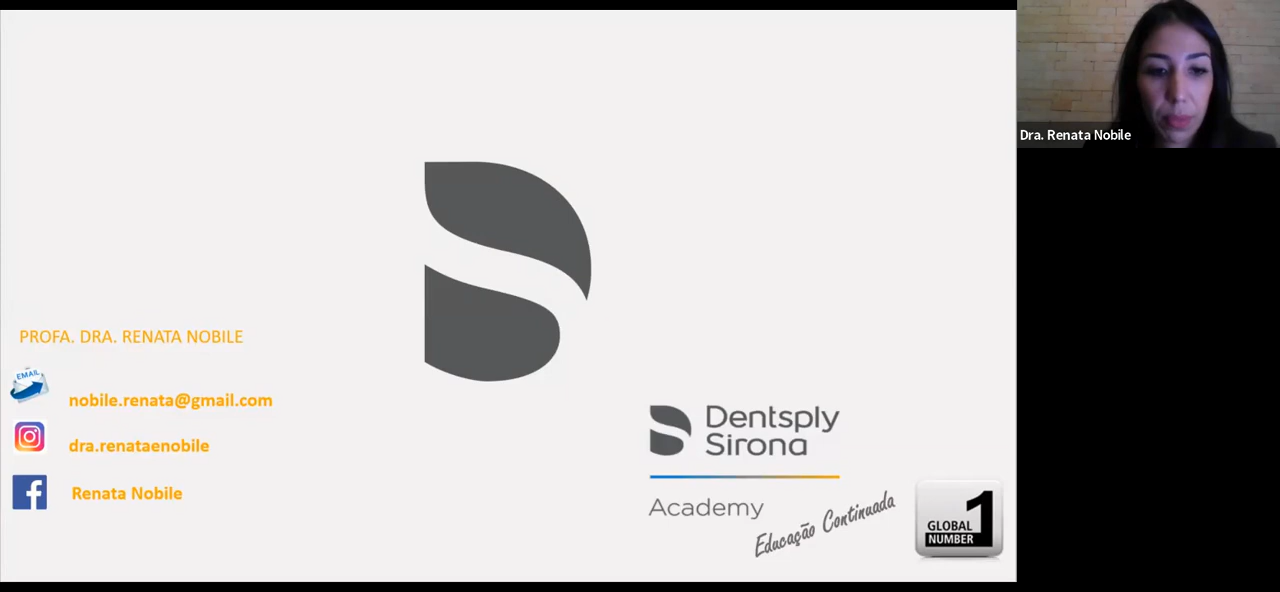 Dra. Renata Nobile
PROFA. DRA. RENATA NOBILE
EMAIL
nobile.renata@gmail.com
dra.renataenobile
Renata Nobile
Dentsply
Sirona
Academy
Educação Continuada
GLOBAL
NUMBER
1